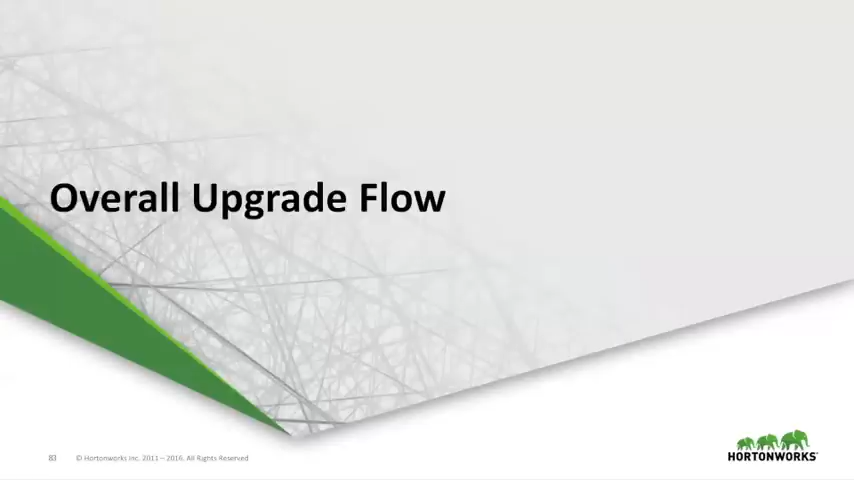 Overall Upgrade Flow
83 © Hortonworks Inc. 2011 – 2016. All Rights Reserved
HORTONWORKS